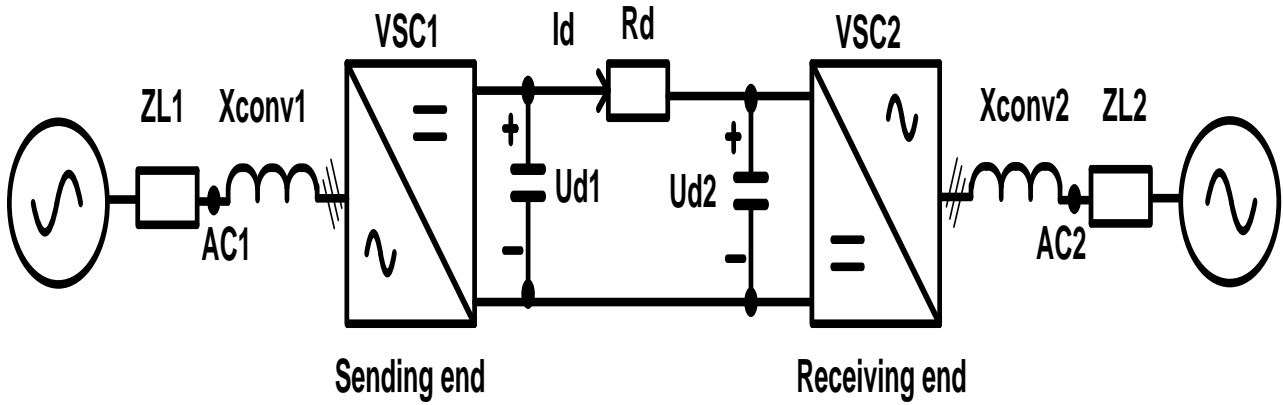 VSC1
Id
Rd
VSC2
ZL1
Xconv1
Xconv2
ZL2
+
+
Ud1
Ud2
AC1
AC2
Sending end
Receiving end